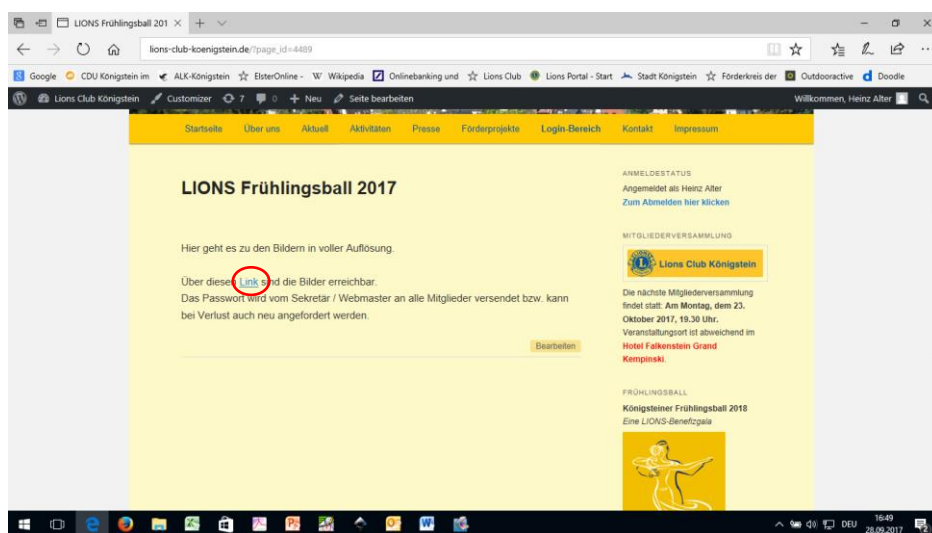 LIONS Frühlingsball 201
lions-club-koenigstein.de/?page_id=4489
Google CDU Königstein im ALK-Königstein ElsterOnline - W Wikipedia Onlinebanking und Lions Club Lions Portal - Start Stadt Königstein Förderkreis der Outdooractive Doodle
Lions Club Königstein Customizer 7 0 Neu Seite bearbeiten Willkommen, Heinz Alter
Startseite Über uns Aktuell Aktivitäten Presse Förderprojekte Login-Bereich Kontakt Impressum
LIONS Frühlingsball 2017
Hier geht es zu den Bildern in voller Auflösung.
Über diesen Link sind die Bilder erreichbar.
Das Passwort wird vom Sekretär / Webmaster an alle Mitglieder versendet bzw. kann
bei Verlust auch neu angefordert werden.
Bearbeiten
ANMELDESTATUS
Angemeldet als Heinz Alter
Zum Abmelden hier klicken
MITGLIEDERVERSAMMLUNG
Lions Club Königstein
Die nächste Mitgliederversammlung
findet statt: Am Montag, dem 23.
Oktober 2017, 19.30 Uhr.
Veranstaltungsort ist abweichend im
Hotel Falkenstein Grand
Kempinski.
FRÜHLINGSBALL
Königsteiner Frühlingsball 2018
Eine LIONS-Benefizgala
DEU
16:49
28.09.2017